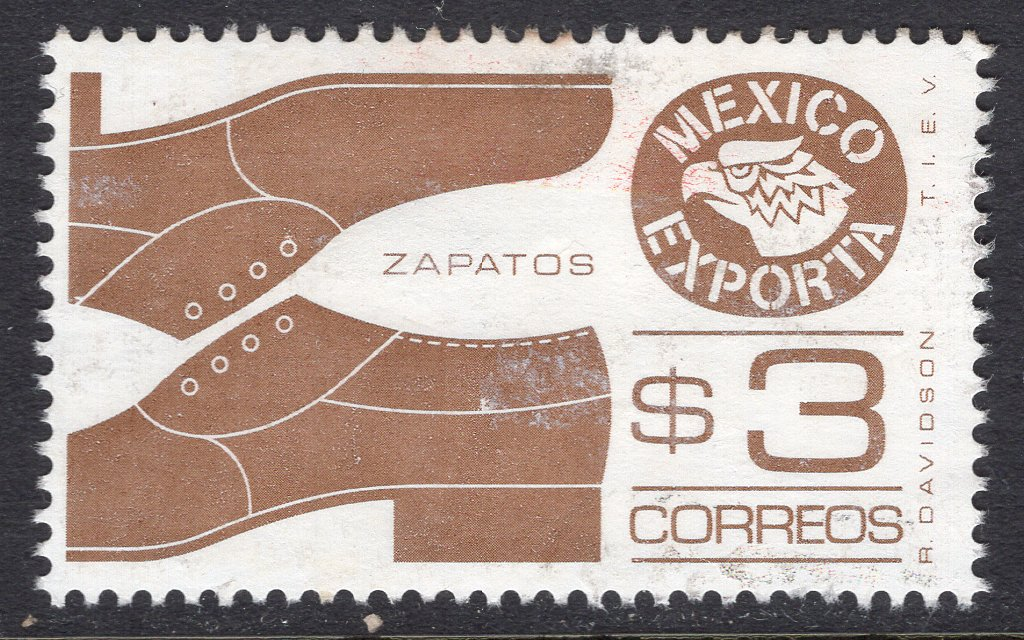 ZAPATOS
MEXICO
EXPORTA
$3
CORREOS
R. DAVIDSON T. I. E. V.